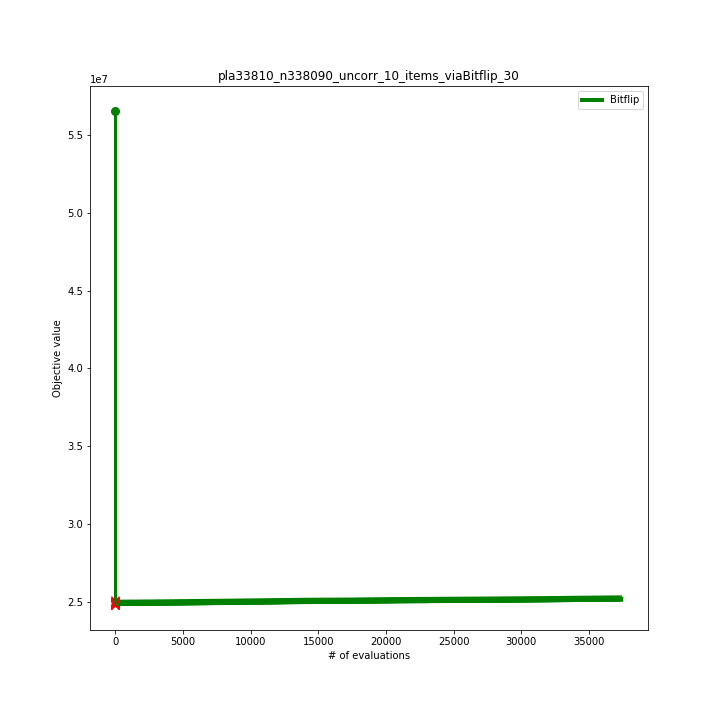 pla33810_n338090_uncorr_10_items_viaBitflip_30
1e7
Bitflip
5.5
5.0
4.5
4.0
3.5
3.0
2.5
Objective value
0 5000 10000 15000 20000 25000 30000 35000
# of evaluations